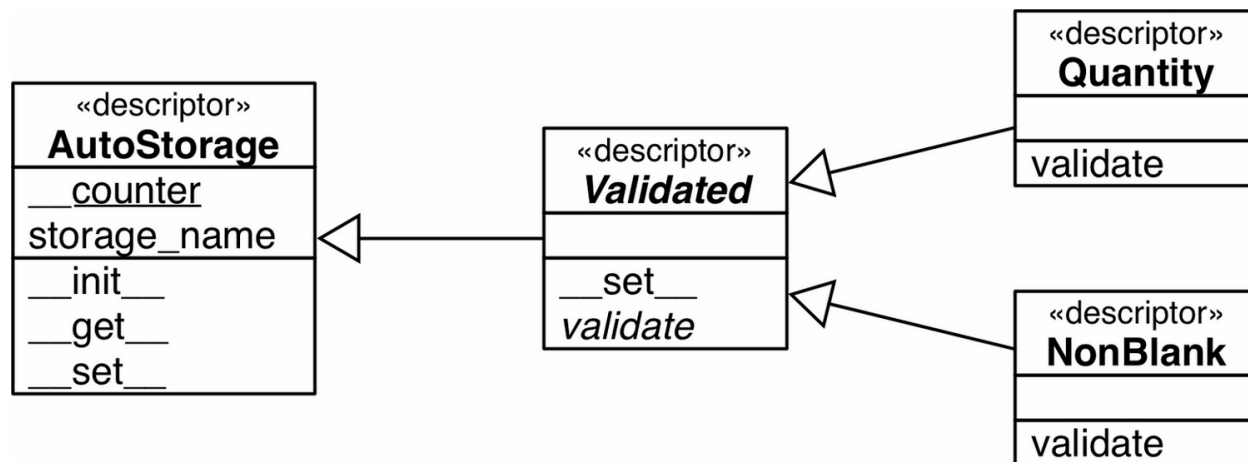 «descriptor»
AutoStorage
__counter
storage_name
__init__
__get__
__set__
«descriptor»
Validated
__set__
validate
«descriptor»
Quantity
validate
«descriptor»
NonBlank
validate